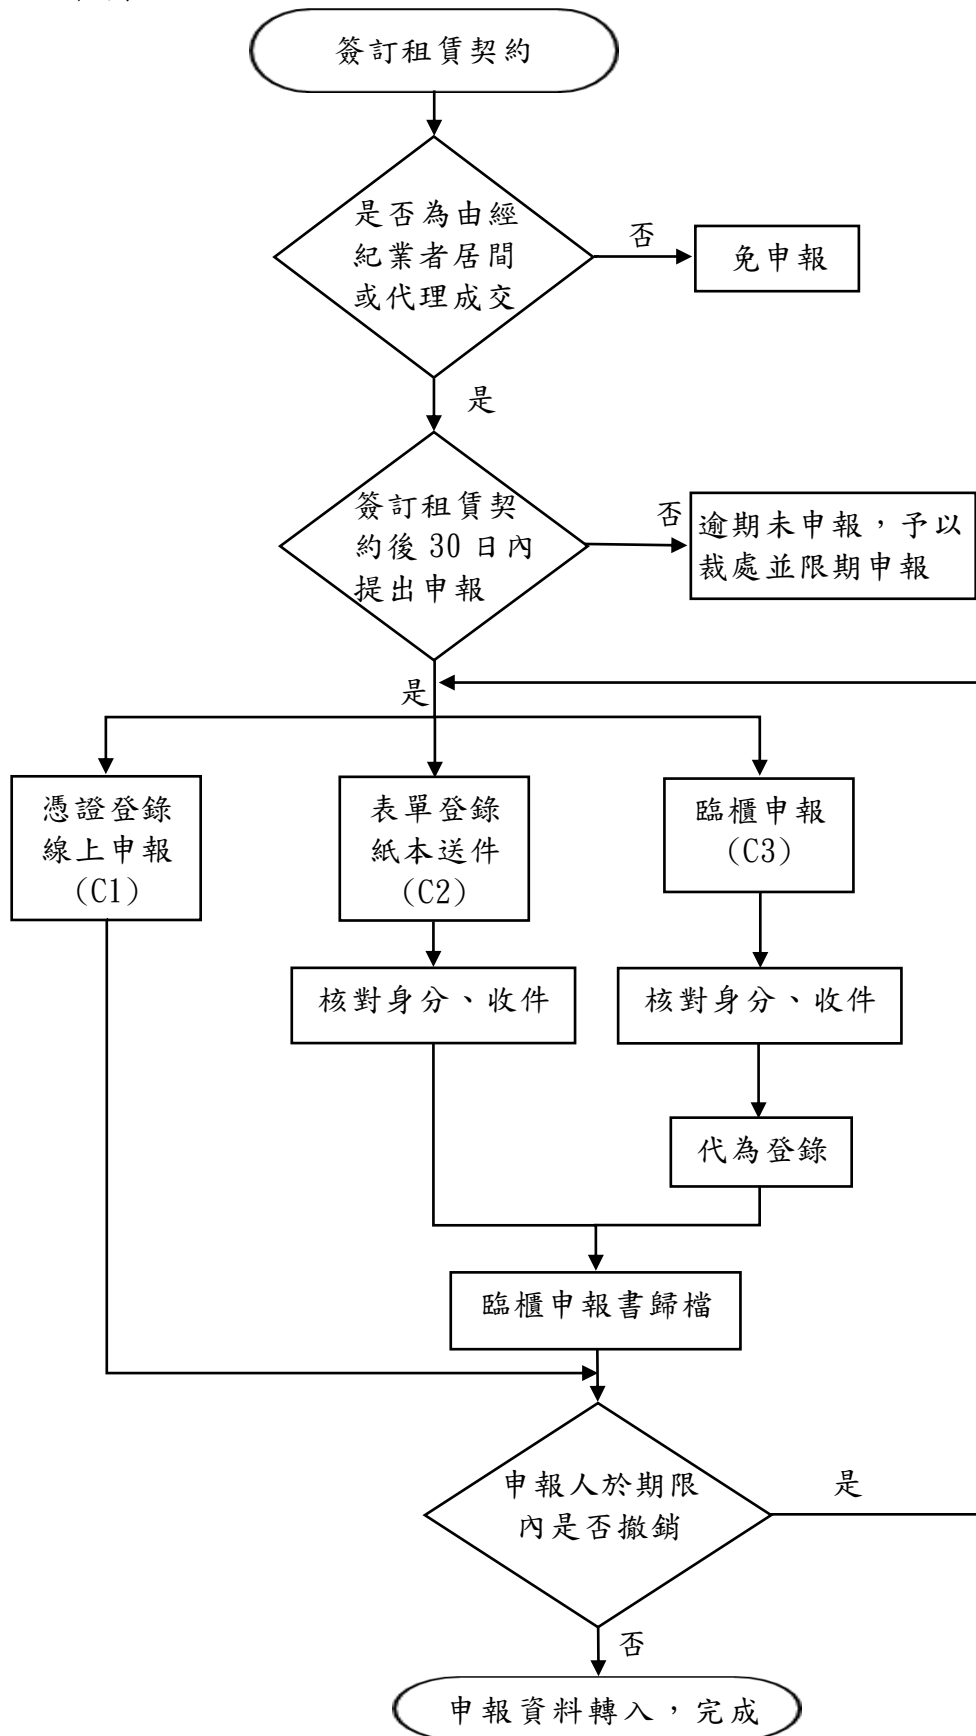 簽訂租賃契約
是否為由經
紀業者居間
或代理成交
否
免申報
是
簽訂租賃契
約後 30 日內
提出申報
否
逾期未申報，予以
裁處並限期申報
是
憑證登錄
線上申報
(C1)
表單登錄
紙本送件
(C2)
臨櫃申報
(C3)
核對身分、收件
核對身分、收件
代為登錄
臨櫃申報書歸檔
申報人於期限
內是否撤銷
是
否
申報資料轉入，完成